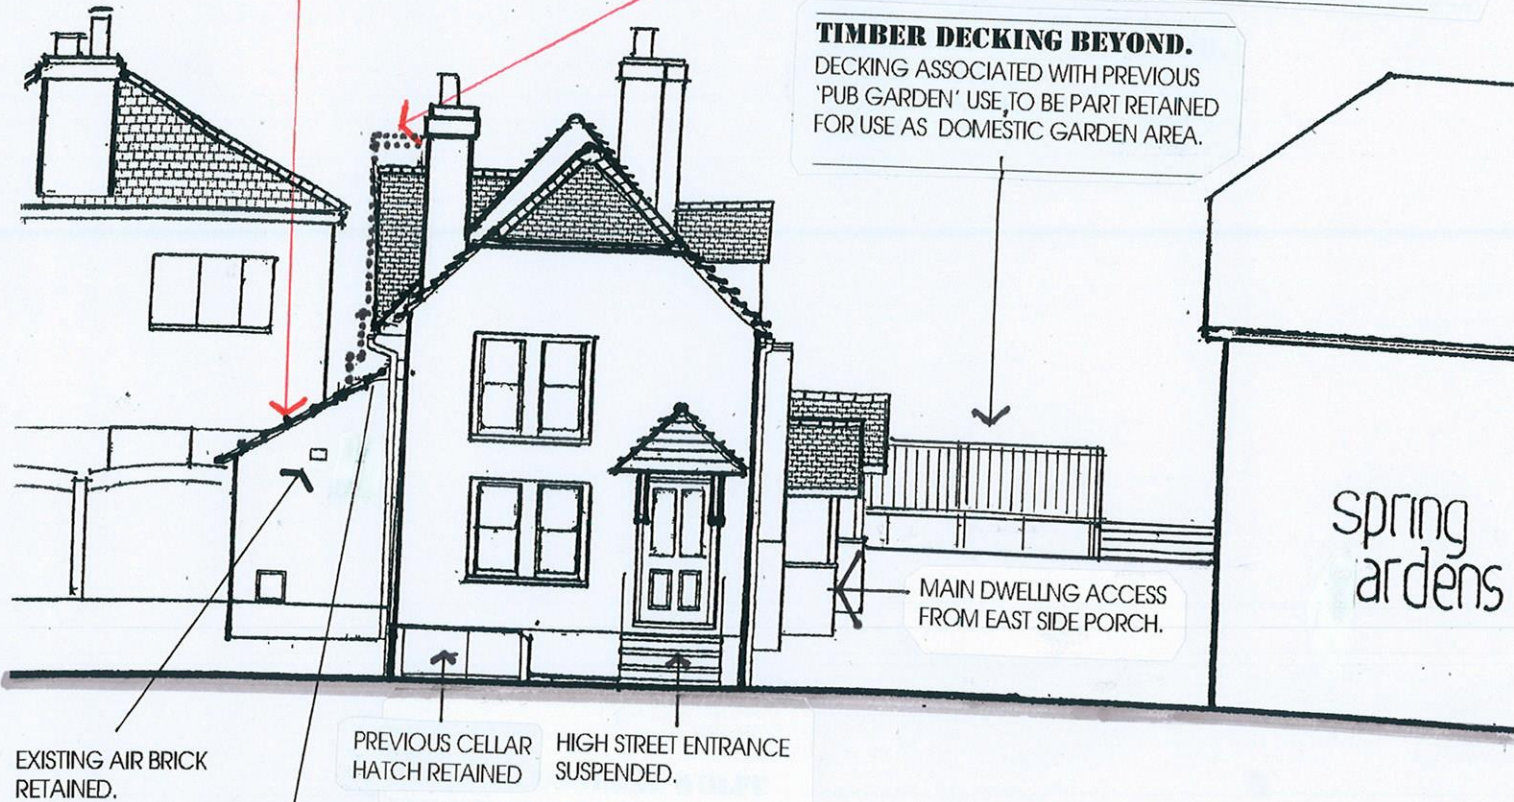 TIMBER DECKING BEYOND.
DECKING ASSOCIATED WITH PREVIOUS
'PUB GARDEN' USE, TO BE PART RETAINED
FOR USE AS DOMESTIC GARDEN AREA.
spring
ardens
MAIN DWELLNG ACCESS
FROM EAST SIDE PORCH.
EXISTING AIR BRICK
RETAINED.
PREVIOUS CELLAR
HATCH RETAINED
HIGH STREET ENTRANCE
SUSPENDED.